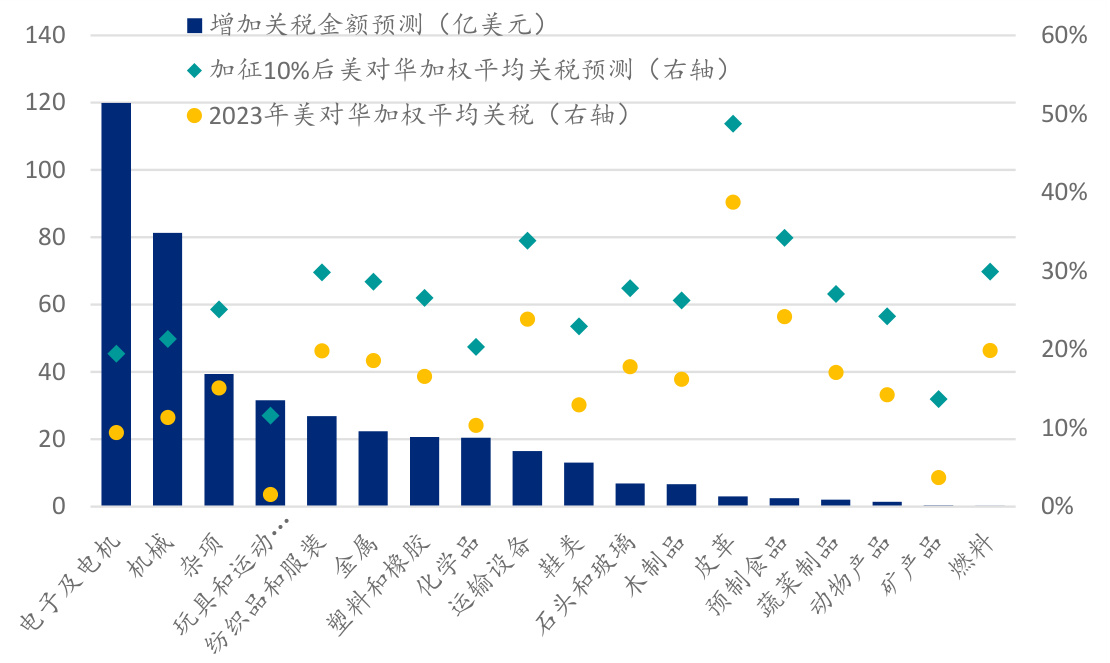 增加关税金额预测（亿美元）
加征10%后美对华加权平均关税预测（右轴）
2023年美对华加权平均关税（右轴）
140
120
100
80
60
40
20
0
60%
50%
40%
30%
20%
10%
0%
电子及电机
机械
杂项
玩具和运动…
纺织品和服装
金属
塑料和橡胶
化学品
运输设备
鞋类
石头和玻璃
木制品
皮革
预制食品
蔬菜制品
动物产品
矿产品
燃料